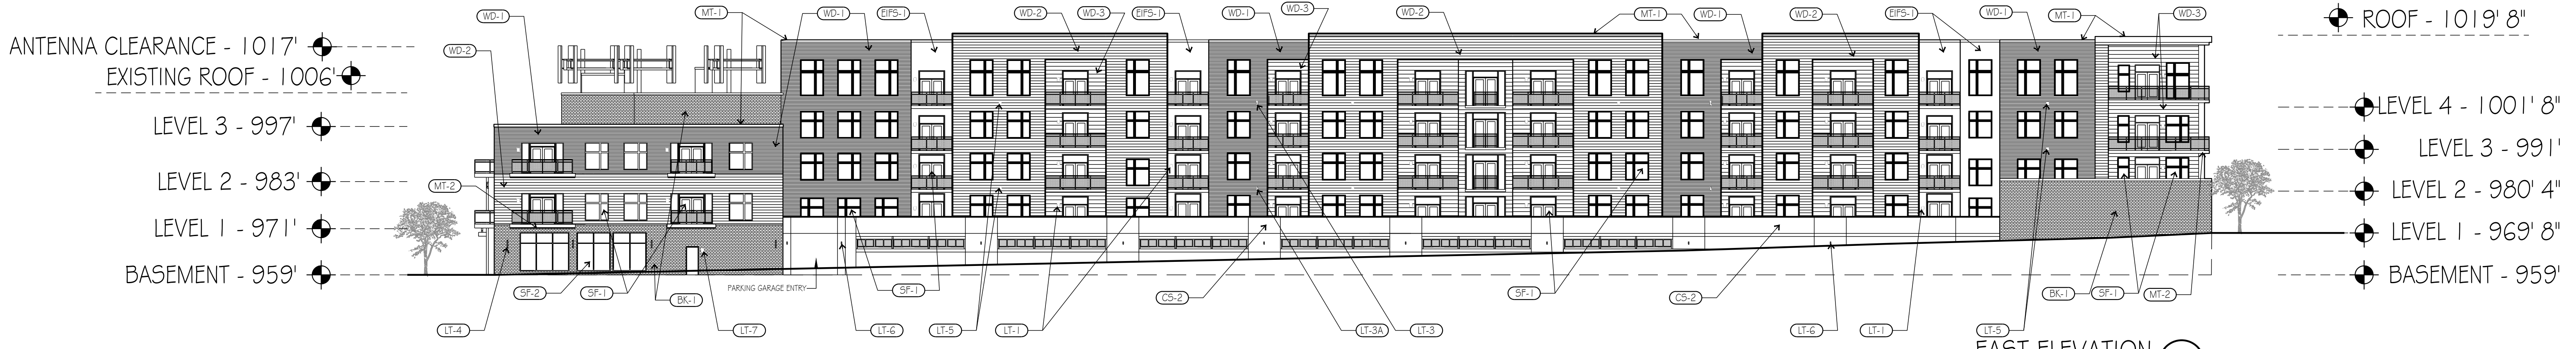 ANTENNA CLEARANCE - 1017'
EXISTING ROOF - 1006'
LEVEL 3 - 997'
LEVEL 2 - 983'
LEVEL 1 - 971'
BASEMENT - 959'
WD-1
WD-2
MT-1
WD-1
EIFS-1
WD-2
WD-3
EIFS-1
WD-1
WD-3
WD-2
MT-1
WD-1
WD-2
EIFS-1
WD-1
MT-1
WD-3
MT-2
SF-2
SF-1
BK-1
PARKING GARAGE ENTRY
SF-1
CS-2
SF-1
CS-2
BK-1
SF-1
MT-2
LT-4
LT-7
LT-6
LT-5
LT-1
LT-3A
LT-3
LT-6
LT-1
LT-5
EAST ELEVATION
ROOF - 1019' 8"
LEVEL 4 - 1001' 8"
LEVEL 3 - 991'
LEVEL 2 - 980' 4"
LEVEL 1 - 969' 8"
BASEMENT - 959'